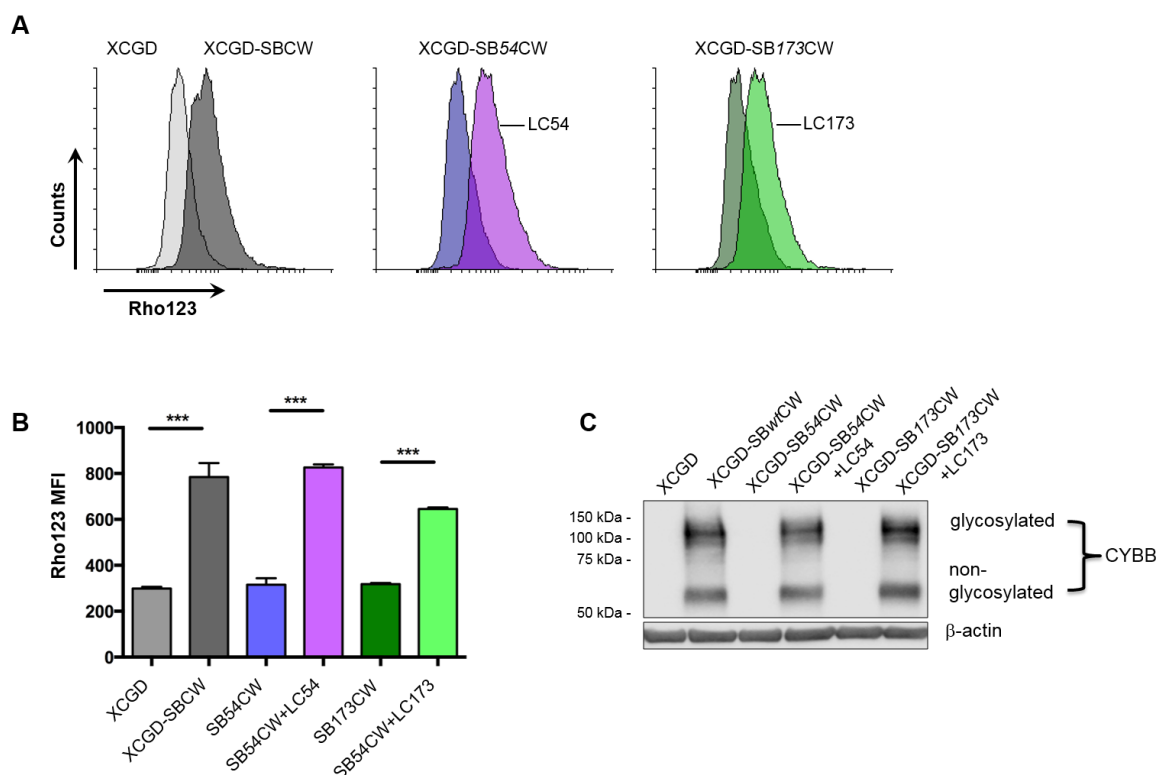 A
XCGD XCGD-SBCW XCGD-SB54CW XCGD-SB173CW
LC54
LC173
Counts
Rho123
B
Rho123 MFI
1000
800
600
400
200
0
***
***
***
XCGD
XCGD-SBCW
SB54CW
SB54CW+LC54
SB173CW
SB54CW+LC173
C
XCGD
XCGD-SBwtCW
XCGD-SB54CW
XCGD-SB54CW
+LC54
XCGD-SB173CW
XCGD-SB173CW
+LC173
150 kDa -
100 kDa -
75 kDa -
50 kDa -
glycosylated
non-
glycosylated
CYBB
β-actin